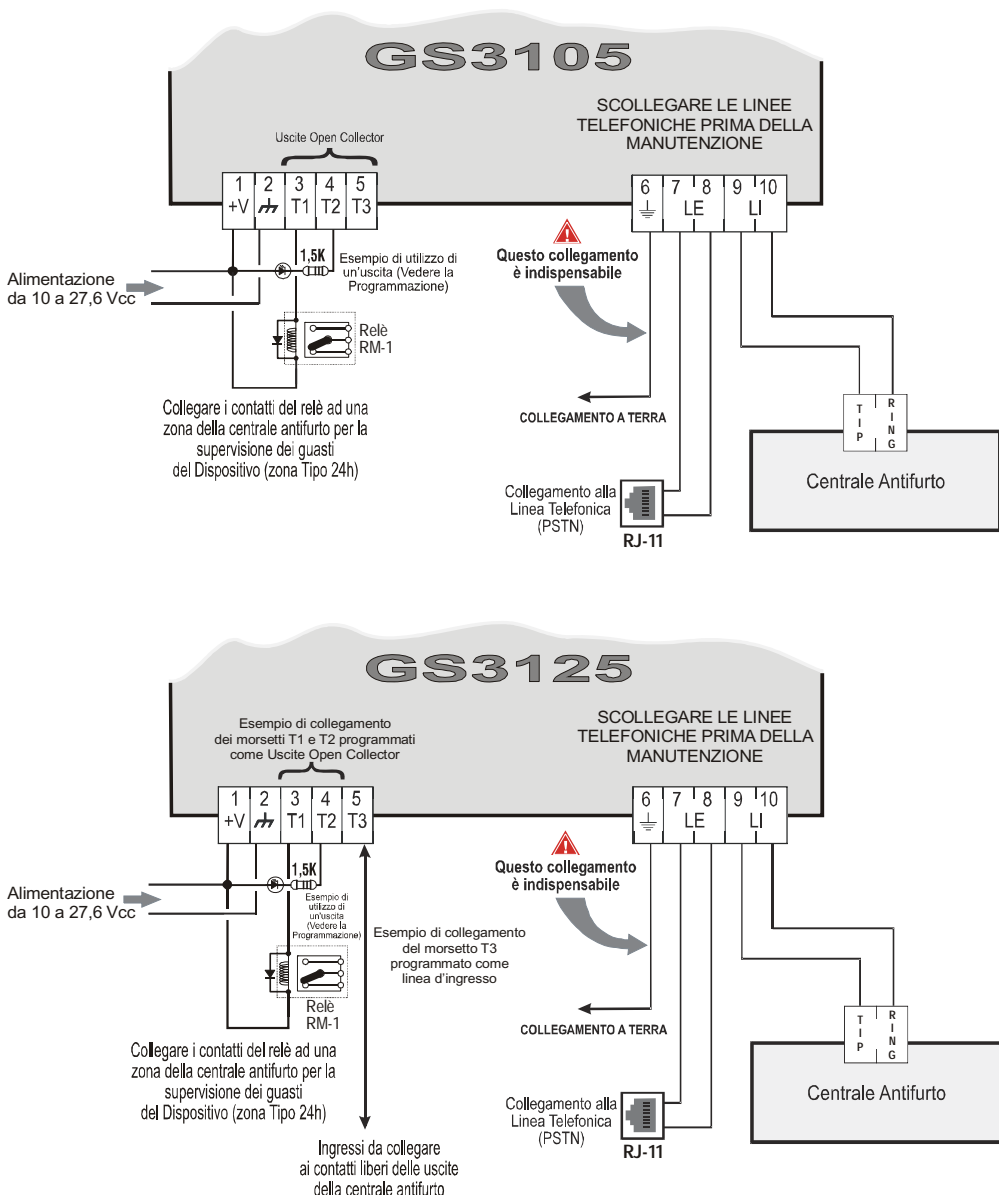 GS3105
SCOLLEGARE LE LINEE
TELEFONICHE PRIMA DELLA
MANUTENZIONE
Uscite Open Collector
1 2 3 4 5
+V T1 T2 T3
6 7 8 9 10
LE LI
1,5K
Esempio di utilizzo di
un'uscita (Vedere la
Programmazione)
Alimentazione
da 10 a 27,6 Vcc
Relè
RM-1
Collegare i contatti del relè ad una
zona della centrale antifurto per la
supervisione dei guasti
del Dispositivo (zona Tipo 24h)
Questo collegamento
è indispensabile
COLLEGAMENTO A TERRA
Collegamento alla
Linea Telefonica
(PSTN)
RJ-11
TIP
RING
Centrale Antifurto
GS3125
Esempio di collegamento
dei morsetti T1 e T2 programmati
come Uscite Open Collector
SCOLLEGARE LE LINEE
TELEFONICHE PRIMA DELLA
MANUTENZIONE
1 2 3 4 5
+V T1 T2 T3
6 7 8 9 10
LE LI
1,5K
Esempio di
utilizzo di
un'uscita
(Vedere la
Programmazione)
Alimentazione
da 10 a 27,6 Vcc
Esempio di collegamento
del morsetto T3
programmato come
linea d'ingresso
Relè
RM-1
Collegare i contatti del relè ad una
zona della centrale antifurto per la
supervisione dei guasti
del Dispositivo (zona Tipo 24h)
Ingressi da collegare
ai contatti liberi delle uscite
della centrale antifurto
Questo collegamento
è indispensabile
COLLEGAMENTO A TERRA
Collegamento alla
Linea Telefonica
(PSTN)
RJ-11
TIP
RING
Centrale Antifurto